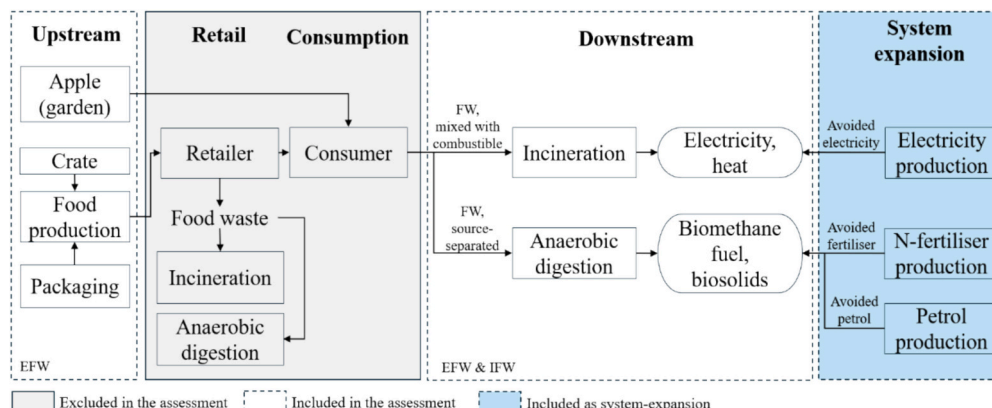 Upstream
Apple
(garden)
Crate
Food
production
Packaging
EFW
Retail
Consumption
Retailer
Consumer
Food waste
Incineration
Anaerobic
digestion
Downstream
FW,
mixed with
combustible
Incineration
Electricity,
heat
FW,
source-
separated
Anaerobic
digestion
Biomethane
fuel,
biosolids
EFW & IFW
System
expansion
Avoided
electricity
Electricity
production
Avoided
fertiliser
N-fertiliser
production
Avoided
petrol
Petrol
production
Excluded in the assessment
Included in the assessment
Included as system-expansion